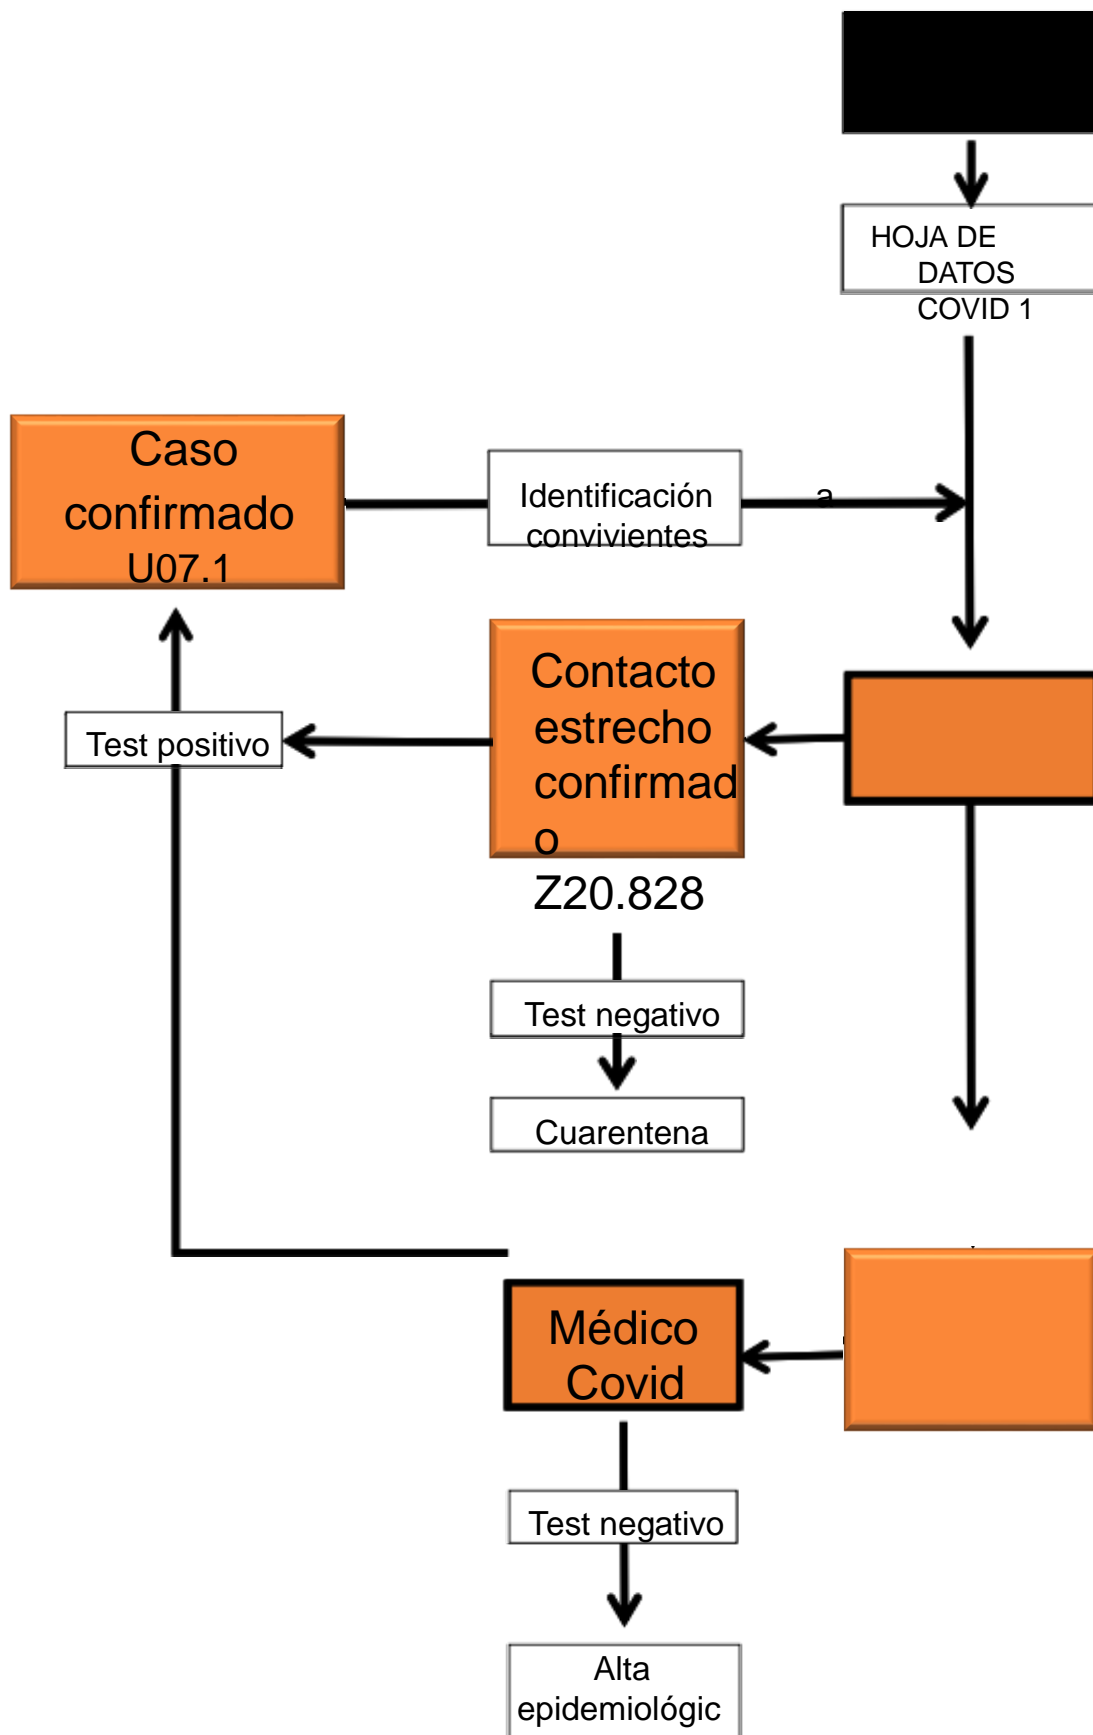 HOJA DE
DATOS
COVID 1
Caso
confirmado
U07.1
Identificación
convivientes
a
Contacto
estrecho
confirmad
o
Z20.828
Test positivo
Test negativo
Cuarentena
Médico
Covid
Test negativo
Alta
epidemiológic